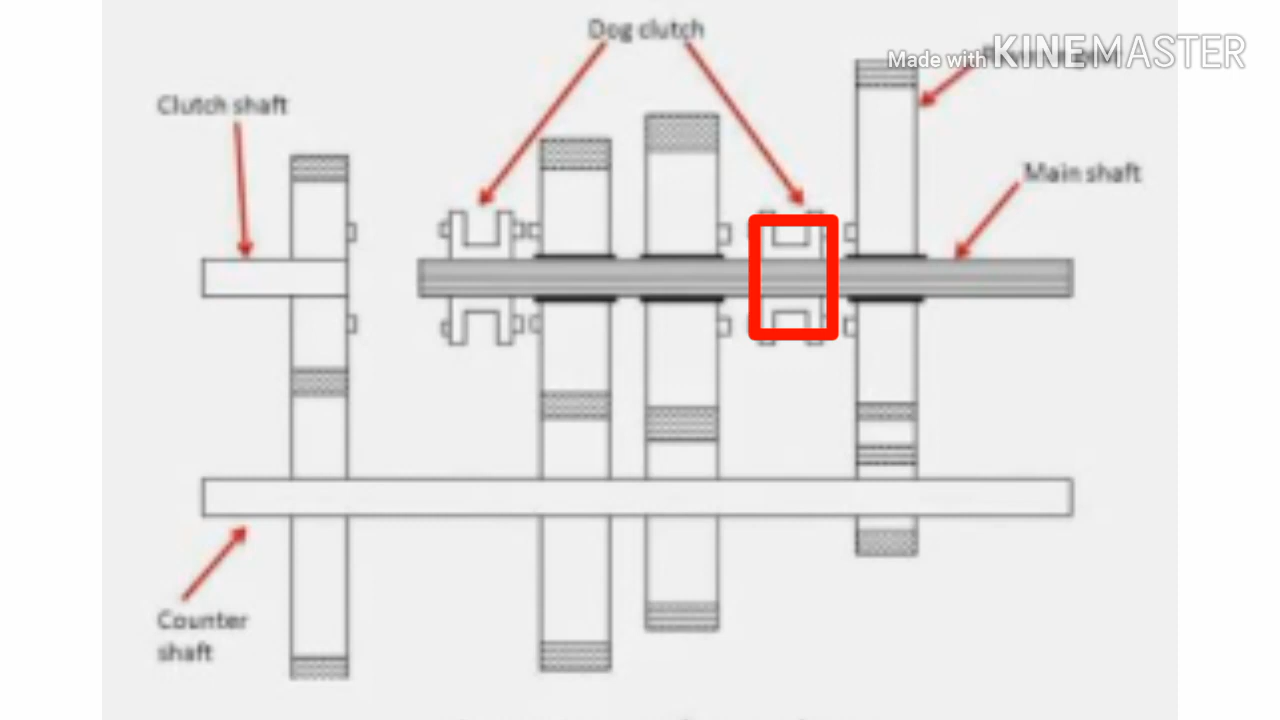 Dog clutch
Made with KINEMASTER
Clutch shaft
Main shaft
Counter
shaft